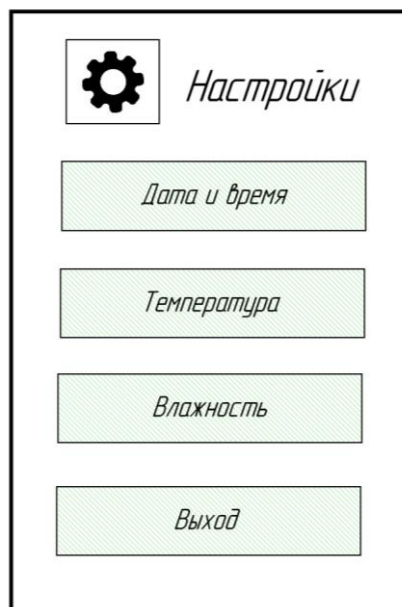 Настройки
Дата и время
Температура
Влажность
Выход